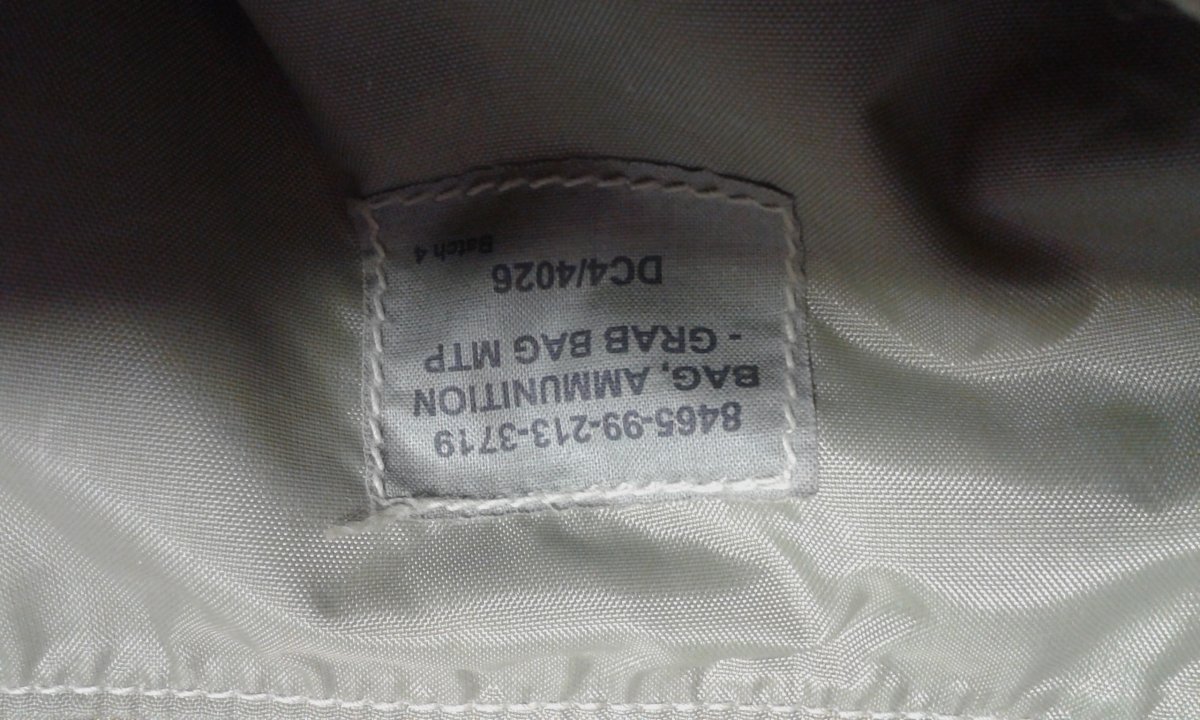 8465-99-213-3719
BAG, AMMUNITION
- GRAB BAG MTP
DC4/4026
Batch 4